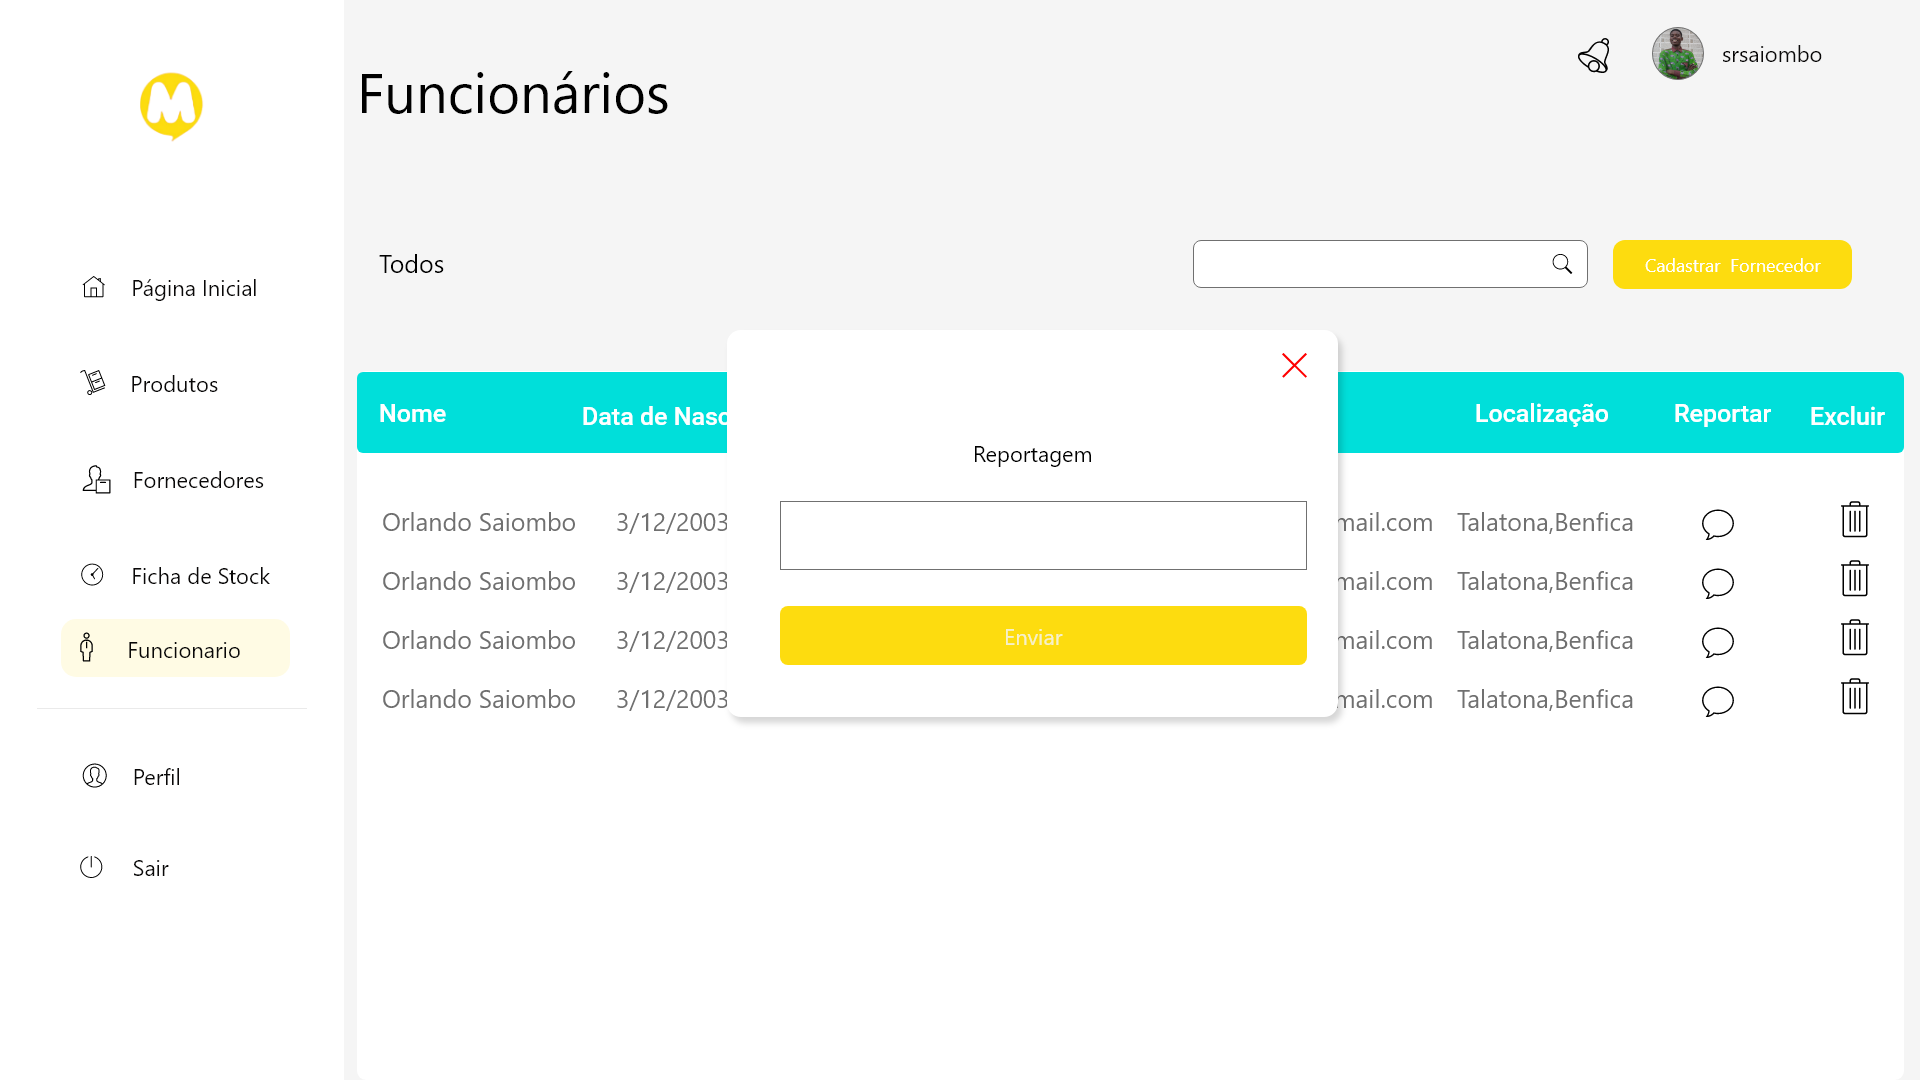 srsaiombo
Funcionários
Todos
Cadastrar Fornecedor
Página Inicial
Produtos
Fornecedores
Ficha de Stock
Funcionario
Perfil
Sair
Nome Data de Nasc Localização Reportar Excluir
Orlando Saiombo 3/12/2003 mail.com Talatona,Benfica
Orlando Saiombo 3/12/2003 mail.com Talatona,Benfica
Orlando Saiombo 3/12/2003 mail.com Talatona,Benfica
Orlando Saiombo 3/12/2003 mail.com Talatona,Benfica
Reportagem
Enviar